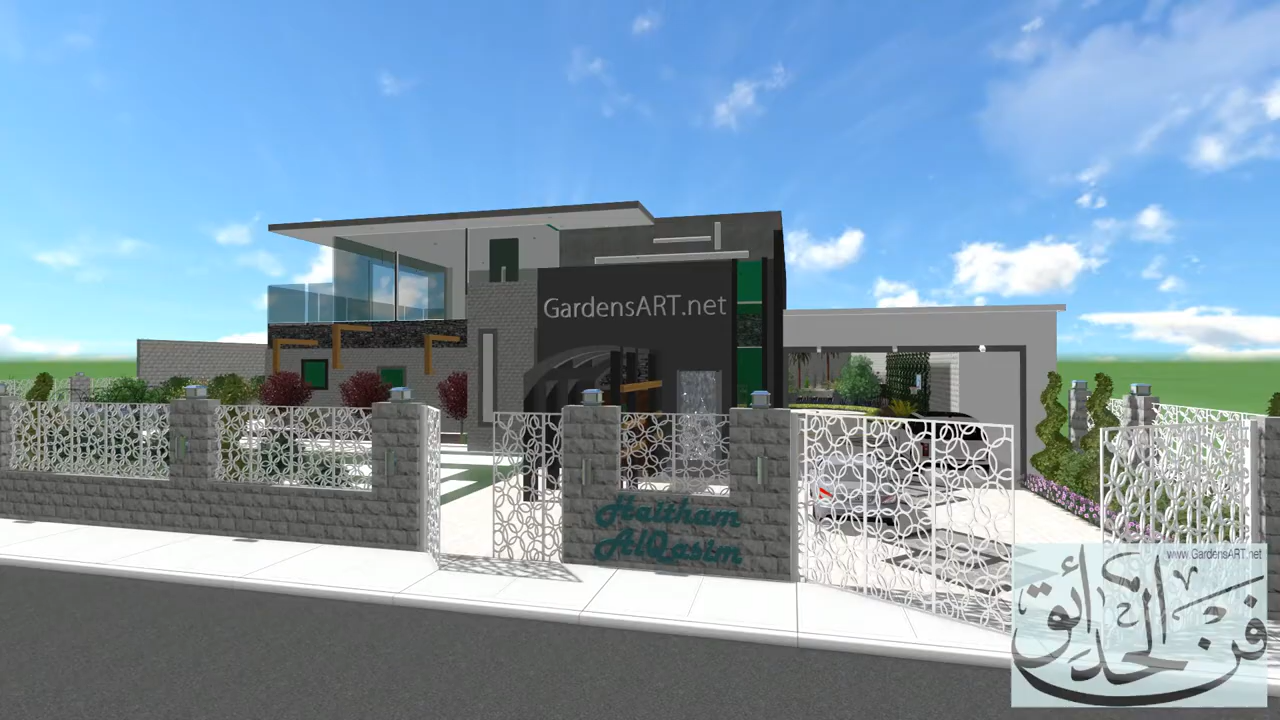 GardensART.net
Haitham
AlQasim
www.GardensART.net
فن الحدائق